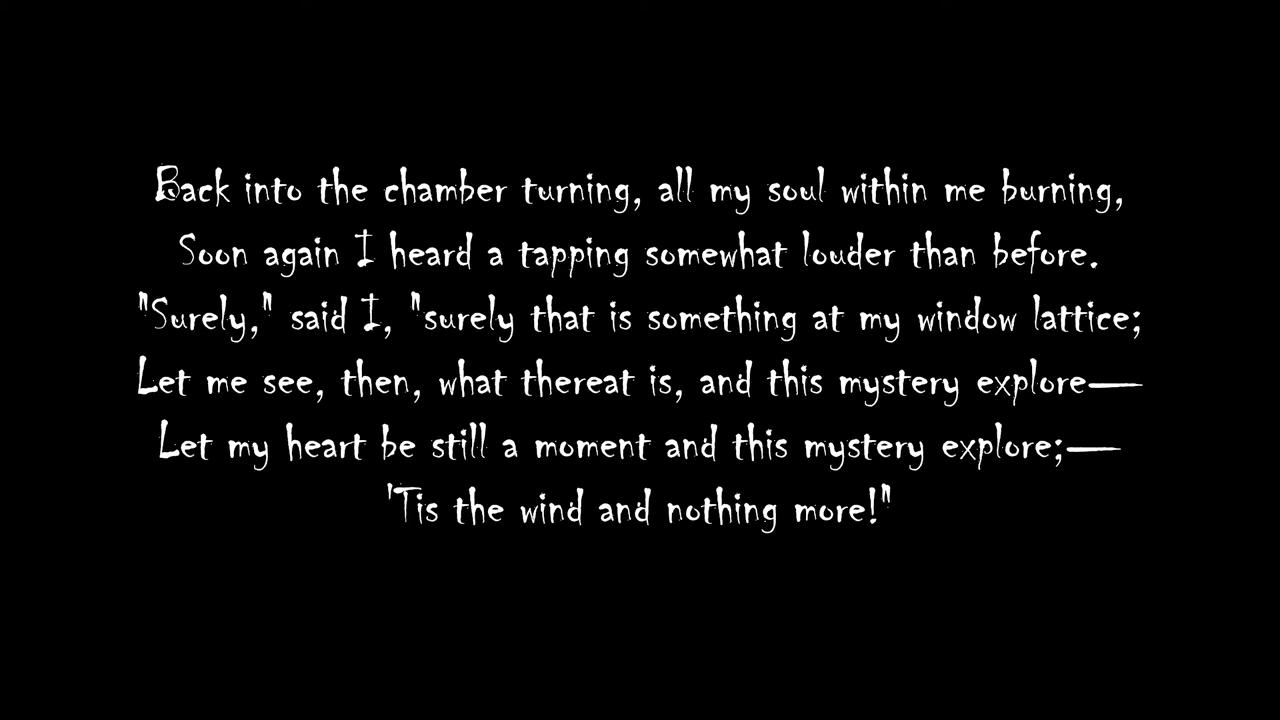 Back into the chamber turning, all my soul within me burning,
Soon again I heard a tapping somewhat louder than before.
"Surely," said I, "surely that is something at my window lattice;
Let me see, then, what thereat is, and this mystery explore—
Let my heart be still a moment and this mystery explore;—
'Tis the wind and nothing more!"